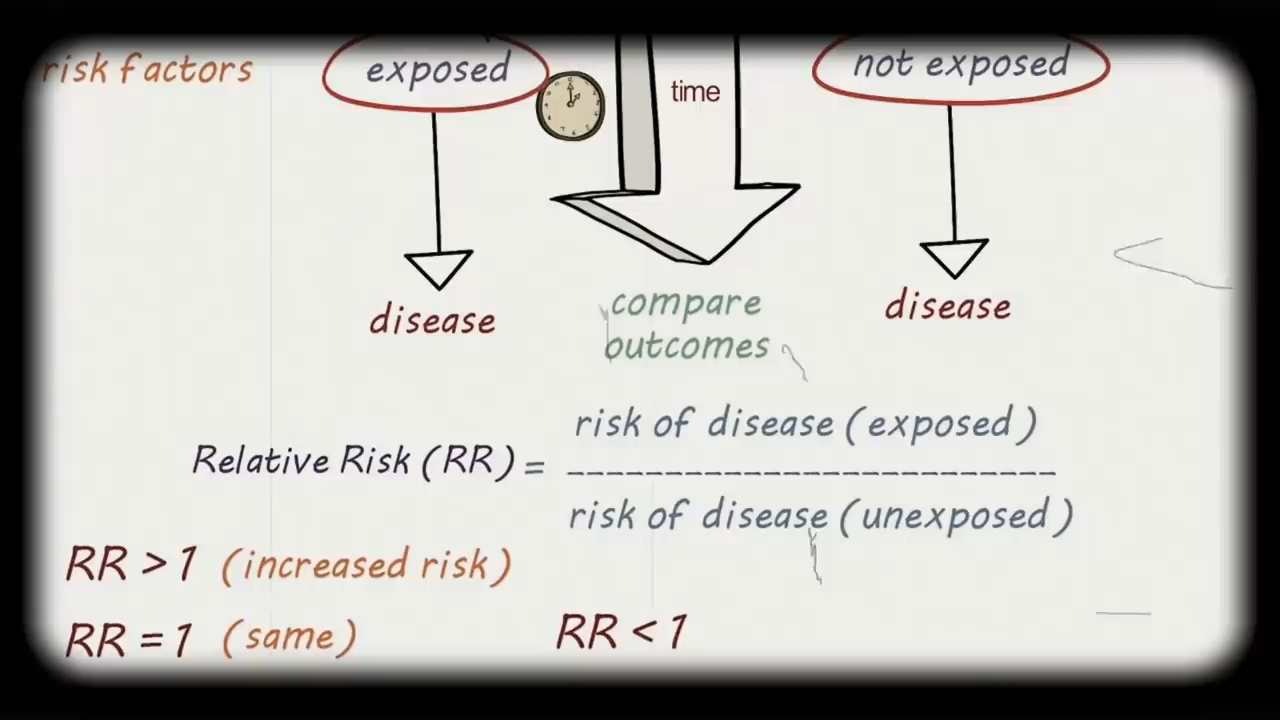 risk factors
exposed
time
not exposed
disease
compare
outcomes
disease
Relative Risk (RR) =
risk of disease (exposed)
-------------------------
risk of disease (unexposed)
RR > 1 (increased risk)
RR = 1 (same)
RR < 1